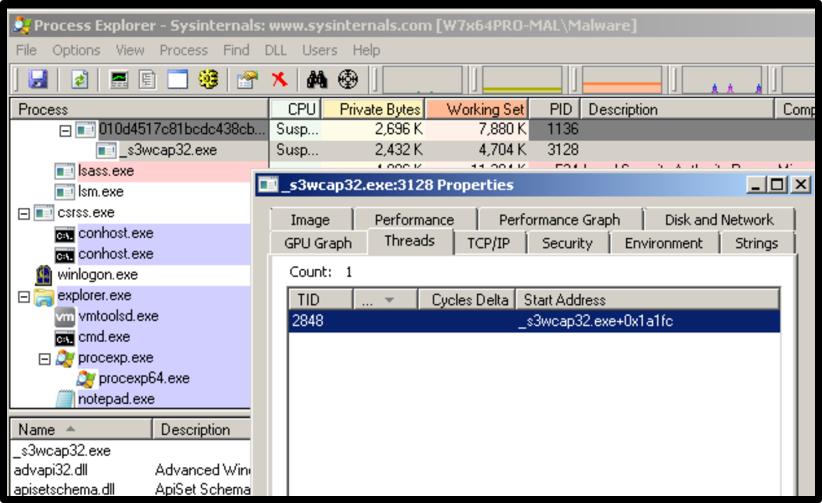 Process Explorer - Sysinternals: www.sysinternals.com [W7x64PRO-MAL\Malware]
File Options View Process Find DLL Users Help
Process CPU Private Bytes Working Set PID Description Comp
010d4517c81bcdc438cb... Susp... 2,696 K 7,880 K 1136
_s3wcap32.exe Susp... 2,432 K 4,704 K 3128
lsass.exe
lsm.exe
csrss.exe
conhost.exe
conhost.exe
winlogon.exe
explorer.exe
vmtoolsd.exe
cmd.exe
procexp.exe
procexp64.exe
notepad.exe
Name Description
_s3wcap32.exe
advapi32.dll Advanced Win
apisetschema.dll ApiSet Schema
_s3wcap32.exe:3128 Properties
Image Performance Performance Graph Disk and Network
GPU Graph Threads TCP/IP Security Environment Strings
Count: 1
TID ... Cycles Delta Start Address
2848 _s3wcap32.exe+0x1a1fc